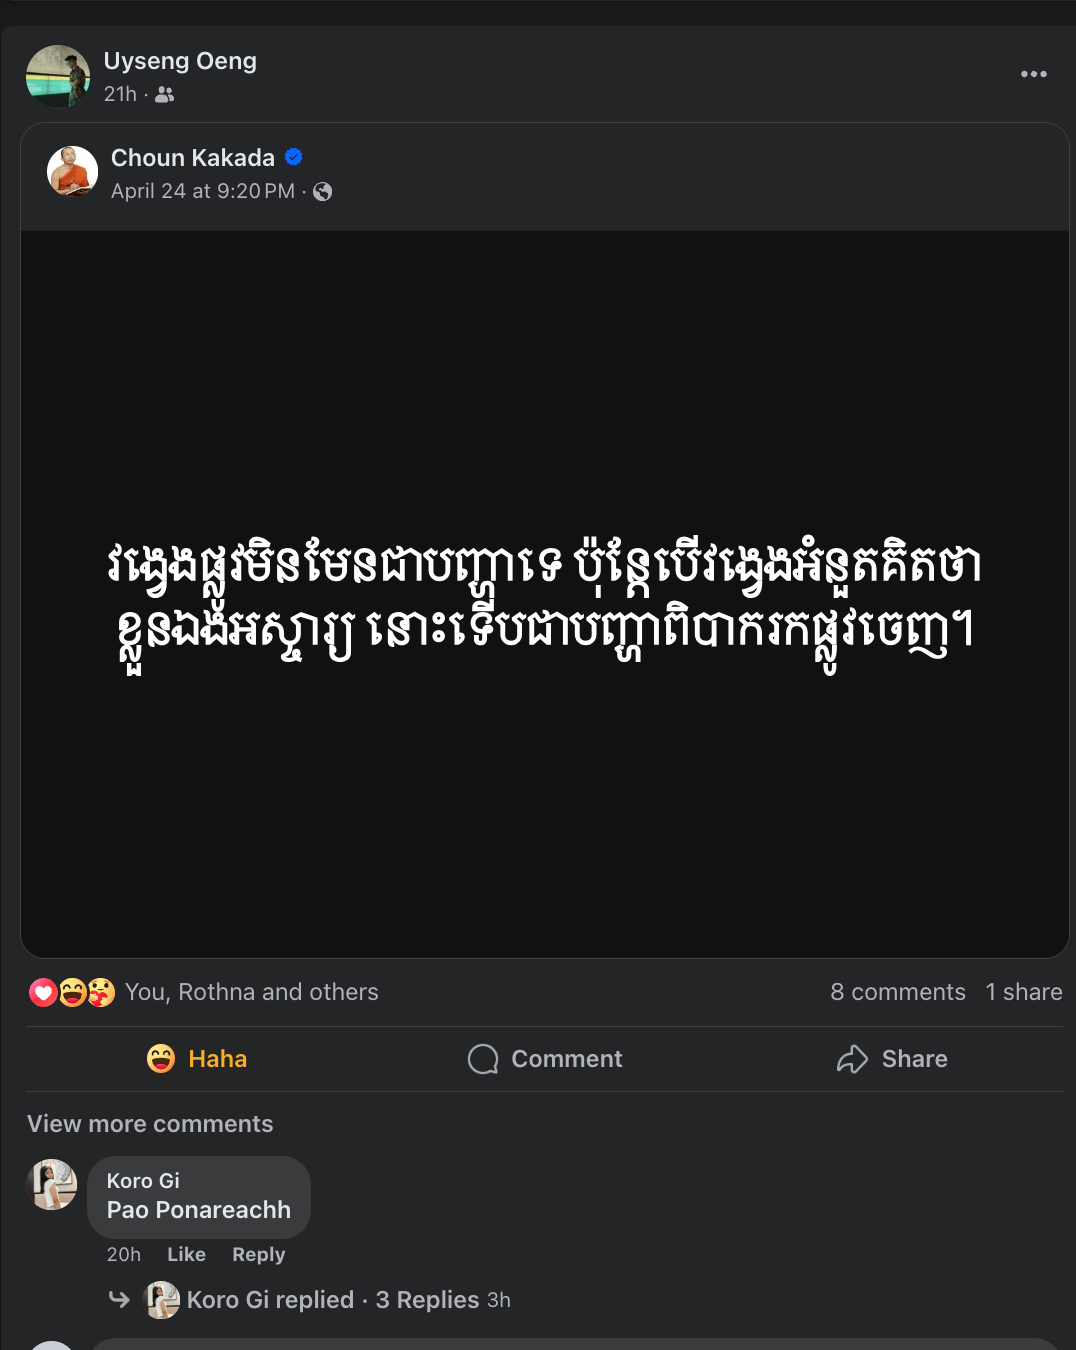 Uyseng Oeng
21h ·
Choun Kakada
April 24 at 9:20 PM ·
វង្វេងផ្លូវមិនមែនជាបញ្ហាទេ ប៉ុន្តែបើវង្វេងអំនួតគិតថា
ខ្លួនឯងអស្ចារ្យ នោះទើបជាបញ្ហាពិបាករកផ្លូវចេញ។
You, Rothna and others
8 comments 1 share
Haha Comment Share
View more comments
Koro Gi
Pao Ponareachh
20h Like Reply
Koro Gi replied · 3 Replies 3h